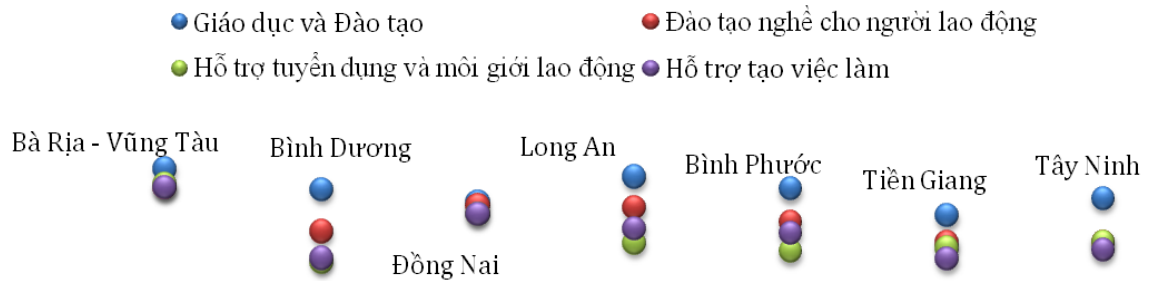 Giáo dục và Đào tạo
Đào tạo nghề cho người lao động
Hỗ trợ tuyển dụng và môi giới lao động
Hỗ trợ tạo việc làm
Bà Rịa - Vũng Tàu
Bình Dương
Long An
Bình Phước
Tiền Giang
Tây Ninh
Đồng Nai